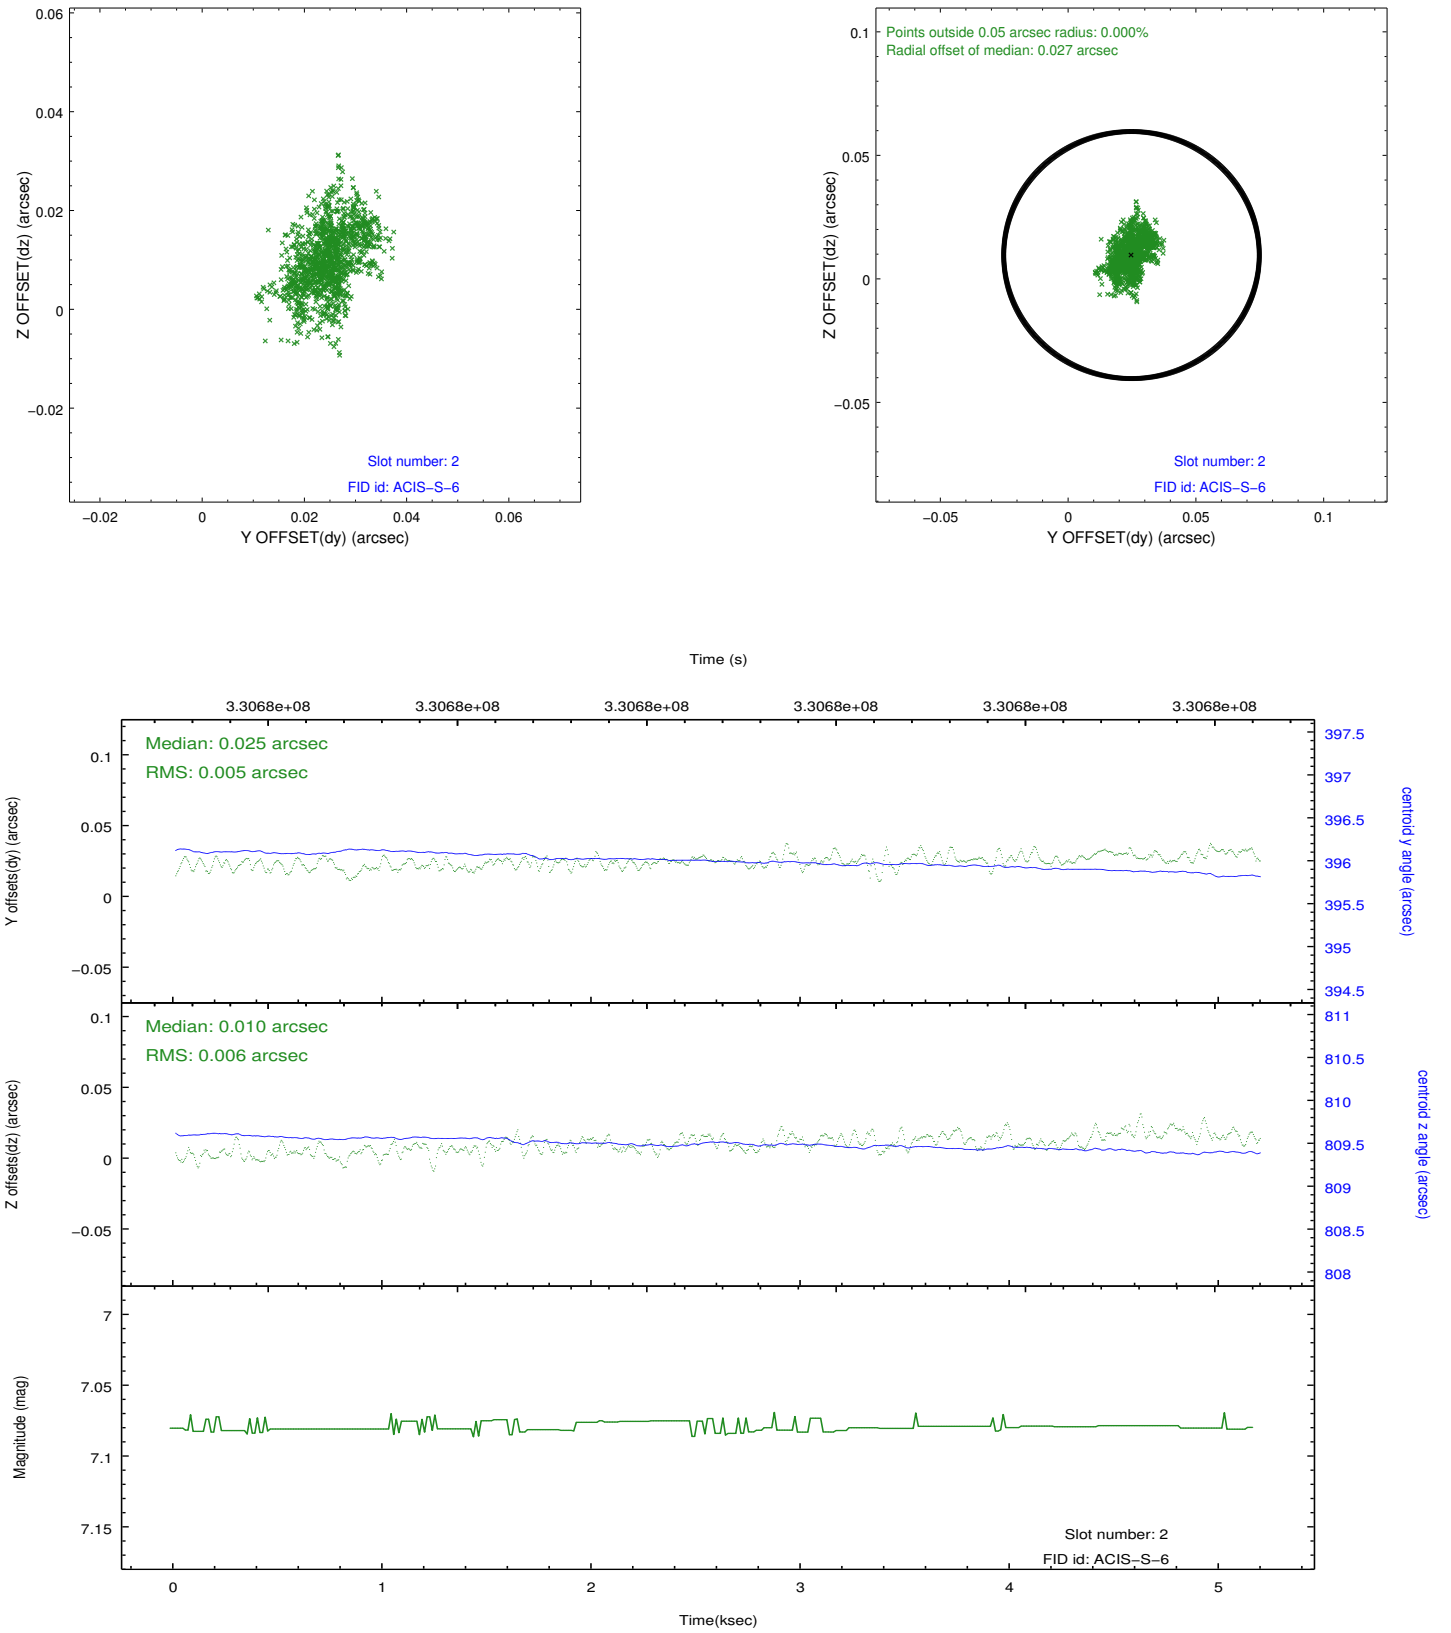 0.06
0.04
0.02
0
−0.02
Z OFFSET(dz) (arcsec)
Slot number: 2
FID id: ACIS−S−6
−0.02 0 0.02 0.04 0.06
Y OFFSET(dy) (arcsec)
Points outside 0.05 arcsec radius: 0.000%
Radial offset of median: 0.027 arcsec
0.1
0.05
0
−0.05
Z OFFSET(dz) (arcsec)
Slot number: 2
FID id: ACIS−S−6
−0.05 0 0.05 0.1
Y OFFSET(dy) (arcsec)
Time (s)
3.3068e+08 3.3068e+08 3.3068e+08 3.3068e+08 3.3068e+08 3.3068e+08
Median: 0.025 arcsec
RMS: 0.005 arcsec
0.1
0.05
0
−0.05
Y offsets(dy) (arcsec)
397.5
397
396.5
396
395.5
395
394.5
centroid y angle (arcsec)
Median: 0.010 arcsec
RMS: 0.006 arcsec
0.1
0.05
0
−0.05
Z offsets(dz) (arcsec)
811
810.5
810
809.5
809
808.5
808
centroid z angle (arcsec)
7
7.05
7.1
7.15
Magnitude (mag)
Slot number: 2
FID id: ACIS−S−6
0 1 2 3 4 5
Time(ksec)